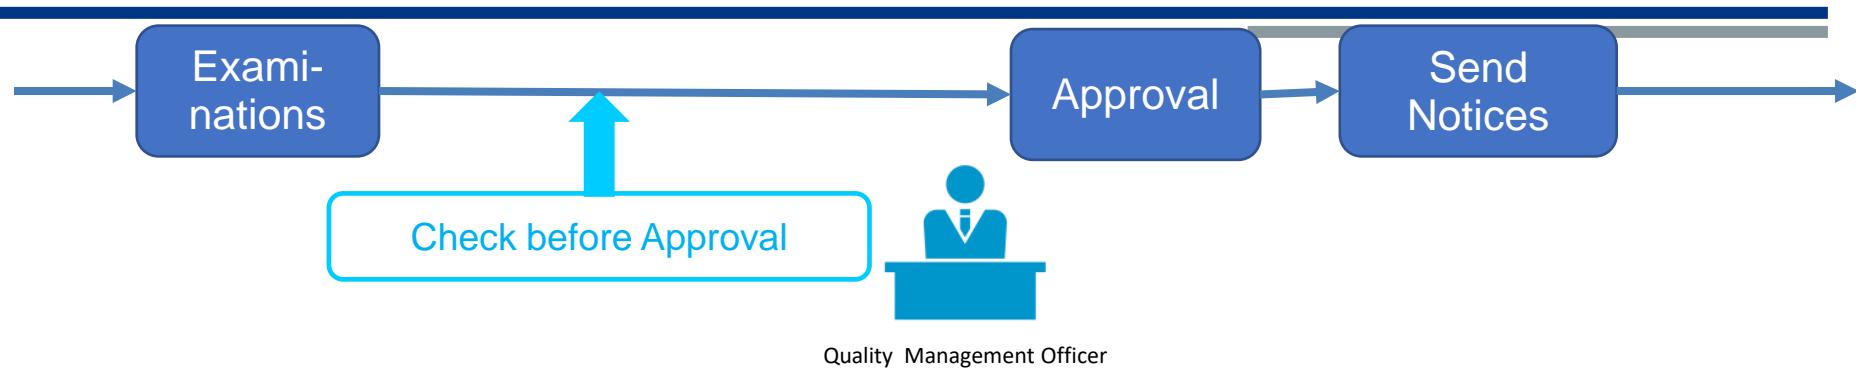 Exami-
nations
Approval
Send
Notices
Check before Approval
Quality Management Officer